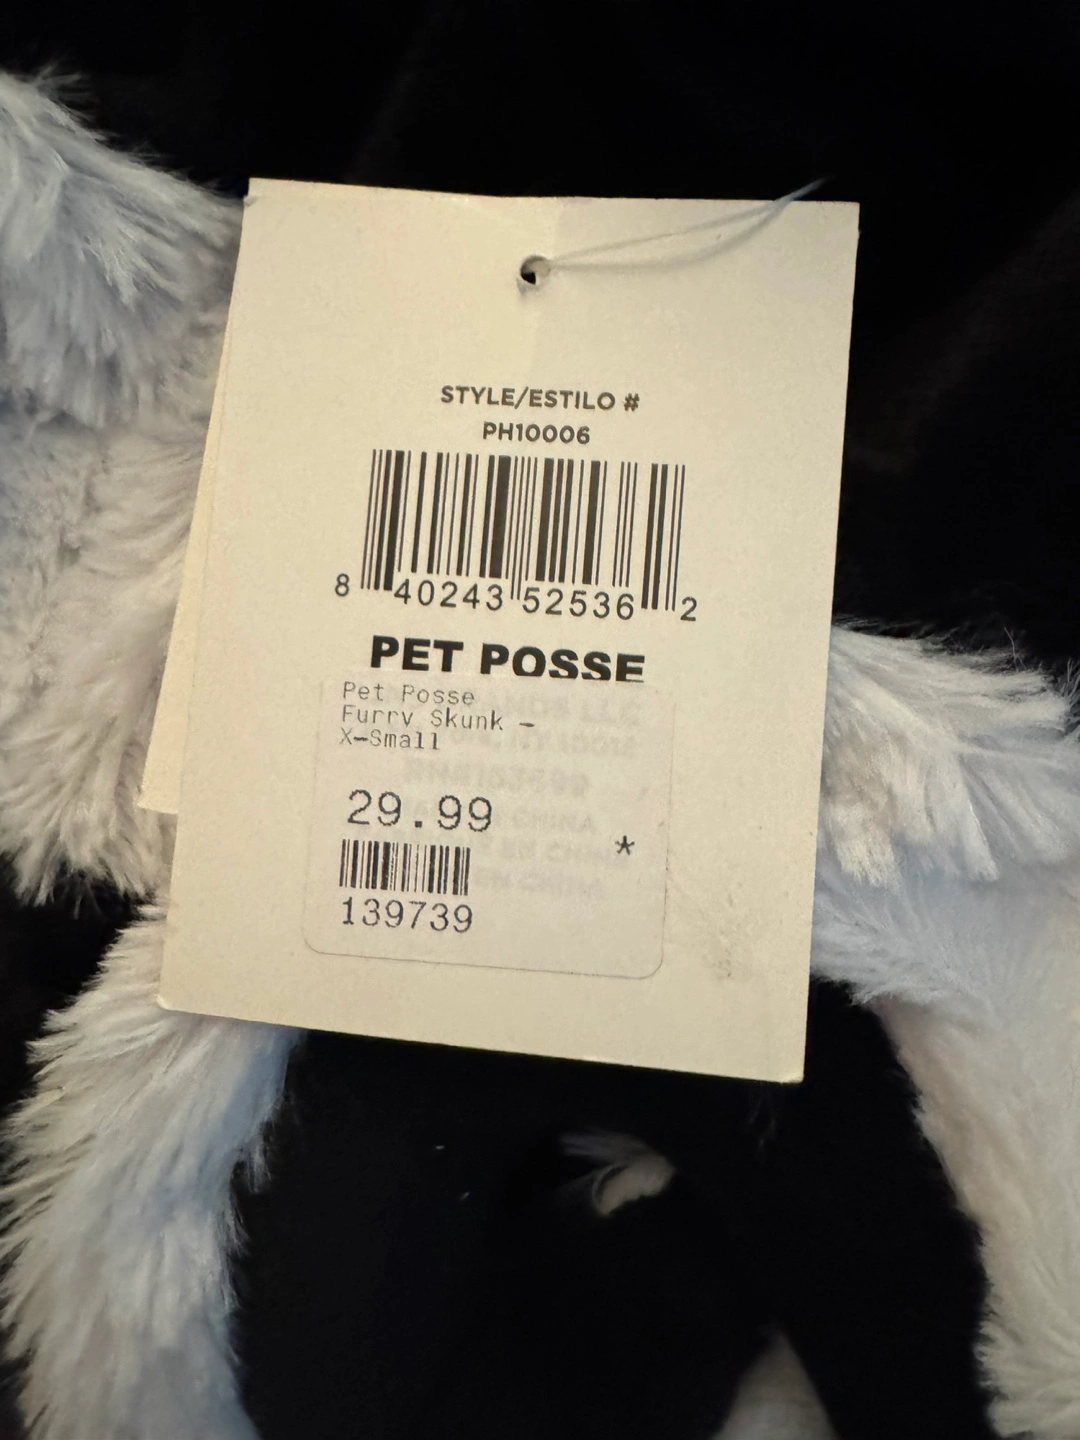 STYLE/ESTILO #
PH10006
8 40243 52536 2
PET POSSE
Pet Posse
Furry Skunk -
X-Small
29.99
*
139739